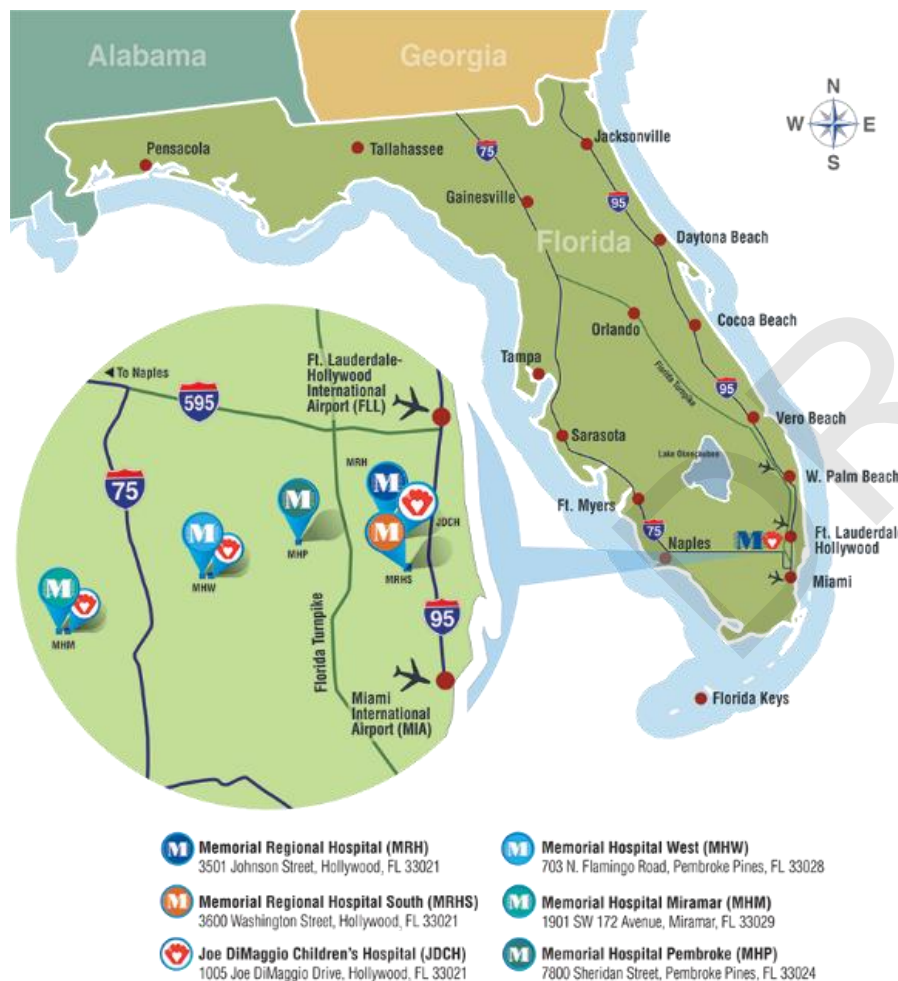 Alabama
Georgia
N
W E
S
Pensacola
Tallahassee
75
Jacksonville
Gainesville
95
Florida
Daytona Beach
Orlando
Cocoa Beach
Tampa
Florida Turnpike
95
Vero Beach
Sarasota
Lake Okeechobee
W. Palm Beach
Ft. Myers
75
Naples
M
Ft. Lauderdale
Hollywood
Miami
Florida Keys
To Naples
595
Ft. Lauderdale-
Hollywood
International
Airport (FLL)
75
MRH
M
M
JDCH
M
MHP
M
MHW
MRHS
M
MHM
95
Florida Turnpike
Miami
International
Airport (MIA)
M Memorial Regional Hospital (MRH)
3501 Johnson Street, Hollywood, FL 33021
M Memorial Regional Hospital South (MRHS)
3600 Washington Street, Hollywood, FL 33021
Joe DiMaggio Children's Hospital (JDCH)
1005 Joe DiMaggio Drive, Hollywood, FL 33021
M Memorial Hospital West (MHW)
703 N. Flamingo Road, Pembroke Pines, FL 33028
M Memorial Hospital Miramar (MHM)
1901 SW 172 Avenue, Miramar, FL 33029
M Memorial Hospital Pembroke (MHP)
7800 Sheridan Street, Pembroke Pines, FL 33024